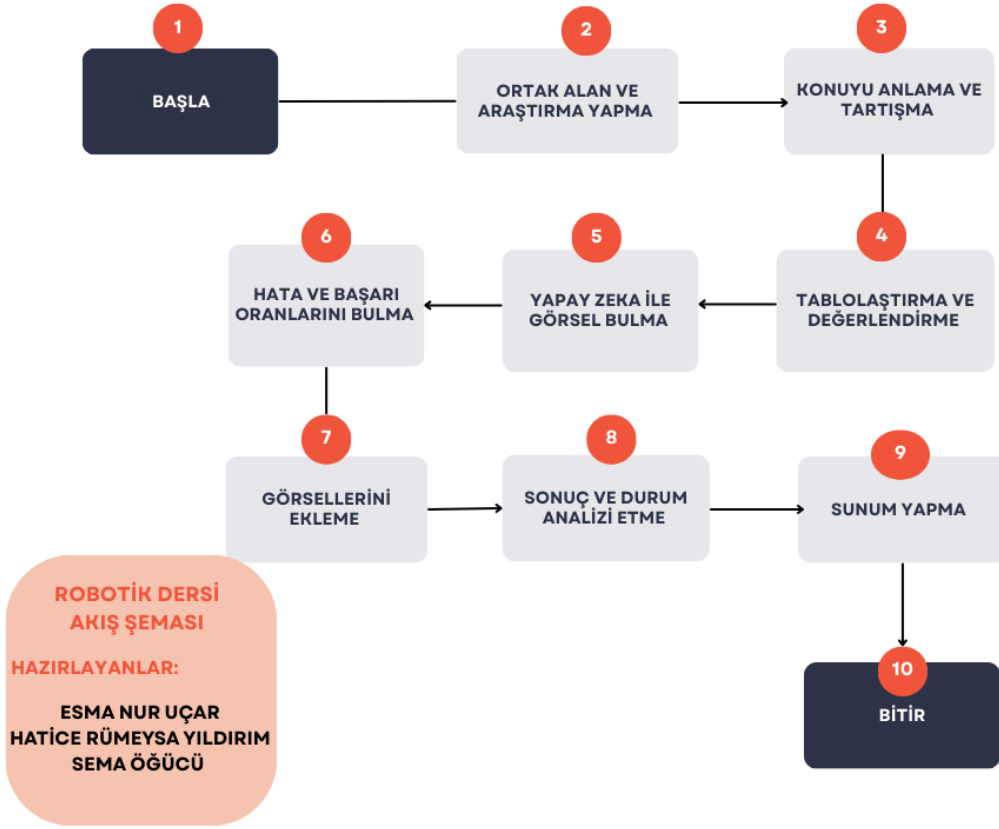 1
BAŞLA
2
ORTAK ALAN VE
ARAŞTIRMA YAPMA
3
KONUYU ANLAMA VE
TARTIŞMA
4
TABLOLAŞTIRMA VE
DEĞERLENDİRME
5
YAPAY ZEKA İLE
GÖRSEL BULMA
6
HATA VE BAŞARI
ORANLARINI BULMA
7
GÖRSELLERİNİ
EKLEME
8
SONUÇ VE DURUM
ANALİZİ ETME
9
SUNUM YAPMA
10
BİTİR
ROBOTİK DERSİ
AKIŞ ŞEMASI
HAZIRLAYANLAR:
ESMA NUR UÇAR
HATİCE RÜMEYSA YILDIRIM
SEMA ÖĞÜCÜ